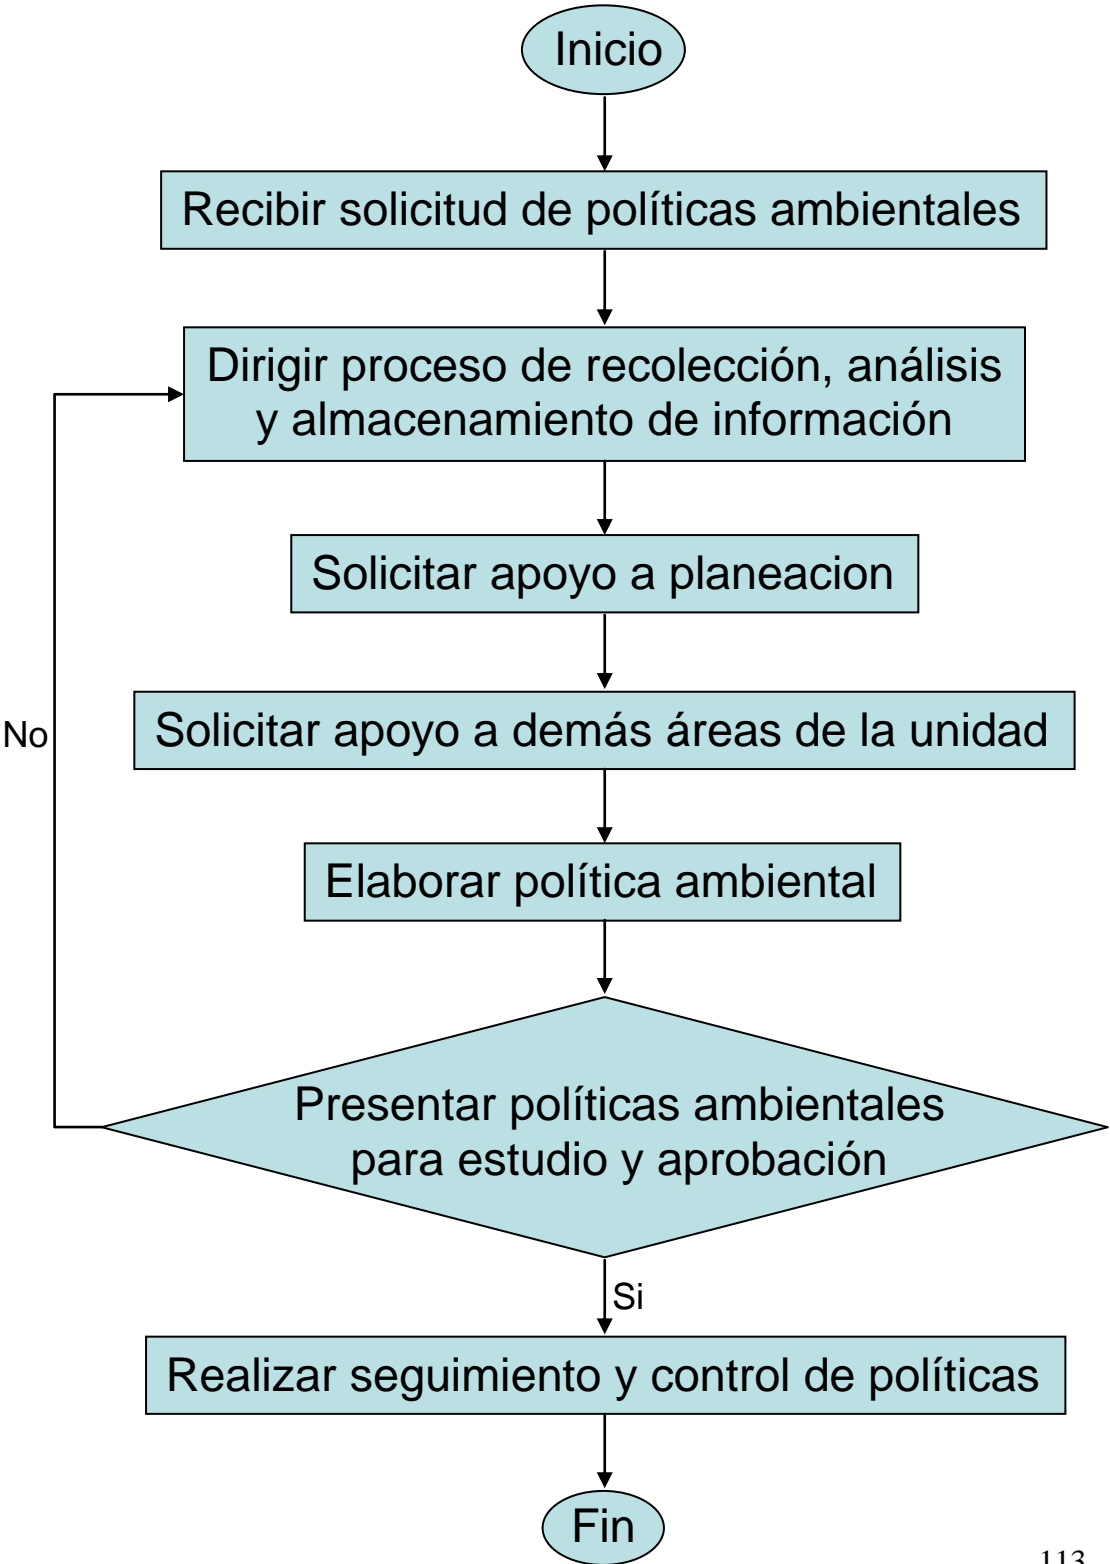 Inicio
Recibir solicitud de políticas ambientales
Dirigir proceso de recolección, análisis
y almacenamiento de información
Solicitar apoyo a planeacion
No
Solicitar apoyo a demás áreas de la unidad
Elaborar política ambiental
Presentar políticas ambientales
para estudio y aprobación
Si
Realizar seguimiento y control de políticas
Fin
113